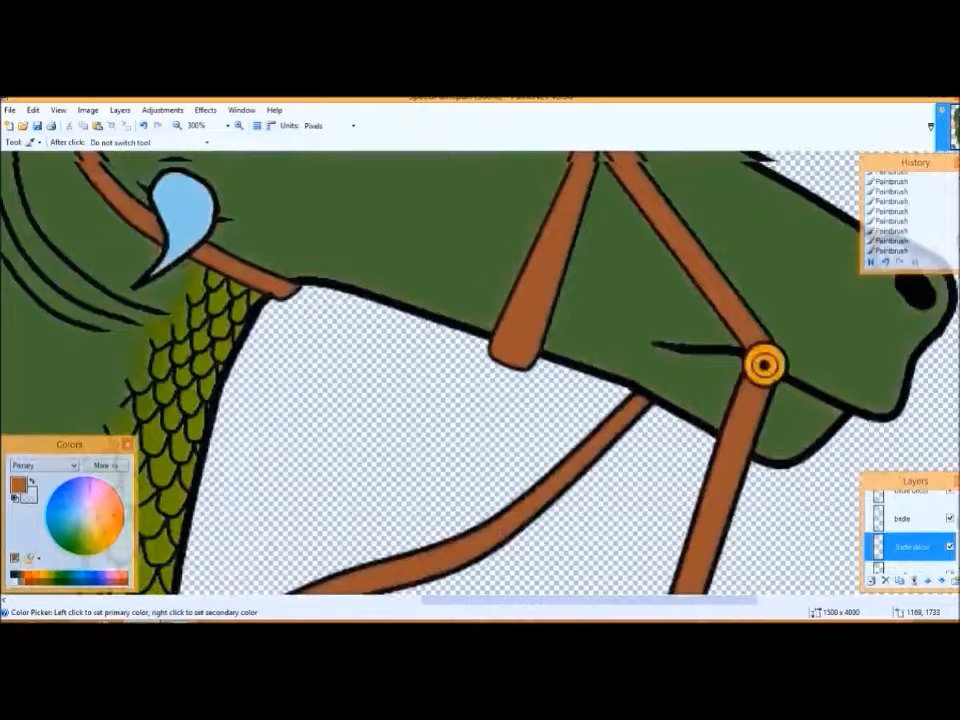 File Edit View Image Layers Adjustments Effects Window Help
300% Units: Pixels
Tool: After click: Do not switch tool
History
Paintbrush
Paintbrush
Paintbrush
Paintbrush
Paintbrush
Paintbrush
Paintbrush
Paintbrush
Colors
Primary More >>
Layers
bridle
Color Picker: Left click to set primary color, right click to set secondary color
1500 x 4000 1169, 1733